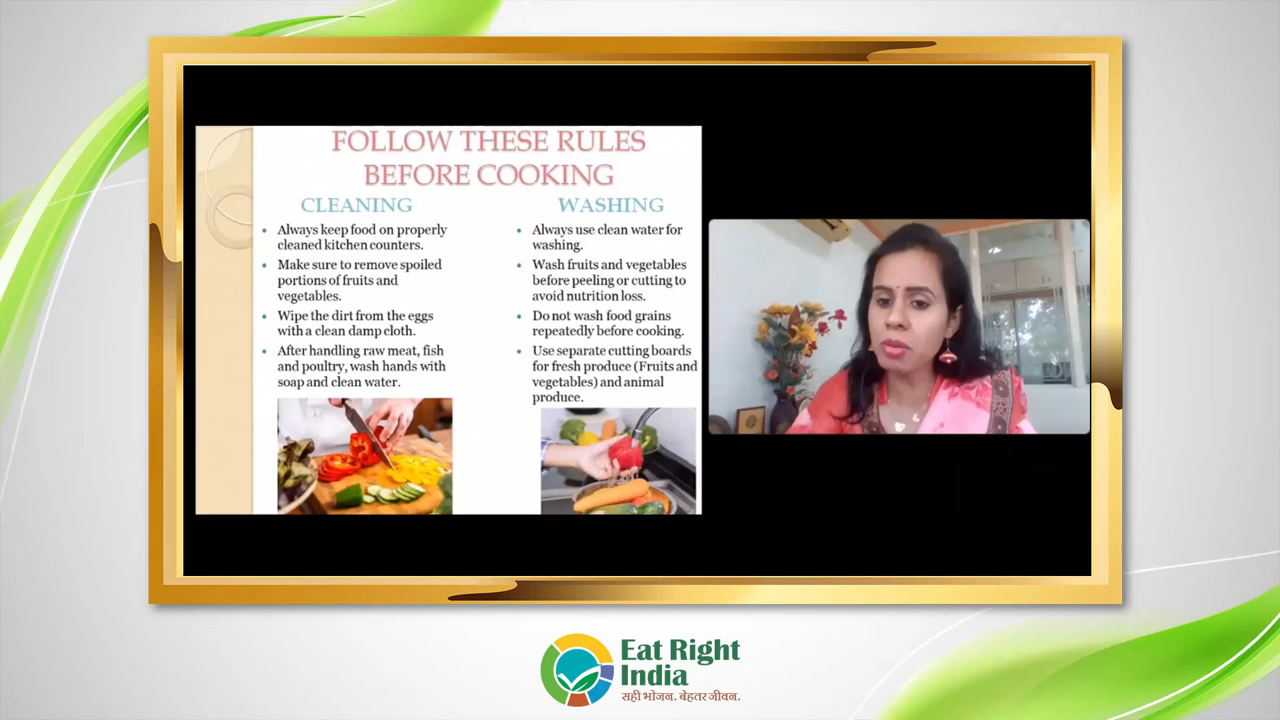 FOLLOW THESE RULES
BEFORE COOKING
CLEANING
Always keep food on properly
cleaned kitchen counters.
Make sure to remove spoiled
portions of fruits and
vegetables.
Wipe the dirt from the eggs
with a clean damp cloth.
After handling raw meat, fish
and poultry, wash hands with
soap and clean water.
WASHING
Always use clean water for
washing.
Wash fruits and vegetables
before peeling or cutting to
avoid nutrition loss.
Do not wash food grains
repeatedly before cooking.
Use separate cutting boards
for fresh produce (Fruits and
vegetables) and animal
produce.
Eat Right
India
सही भोजन. बेहतर जीवन.